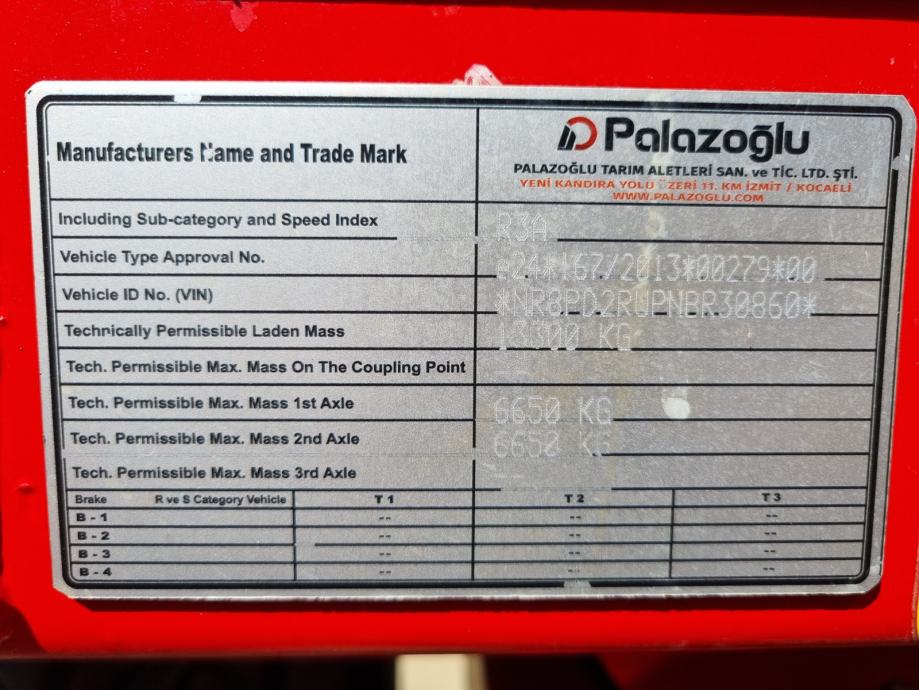 Manufacturers Name and Trade Mark
Palazoğlu
PALAZOĞLU TARIM ALETLERİ SAN. ve TİC. LTD. ŞTİ.
YENİ KANDIRA YOLU ÜZERİ 11. KM İZMİT / KOCAELİ
WWW.PALAZOGLU.COM
Including Sub-category and Speed Index R3A
Vehicle Type Approval No. e24*167/2013*00279*00
Vehicle ID No. (VIN) *NR8PD2RUPNBR30860*
Technically Permissible Laden Mass 13300 KG
Tech. Permissible Max. Mass On The Coupling Point --
Tech. Permissible Max. Mass 1st Axle 6650 KG
Tech. Permissible Max. Mass 2nd Axle 6650 KG
Tech. Permissible Max. Mass 3rd Axle --
Brake R ve S Category Vehicle T 1 T 2 T 3
B - 1 -- -- --
B - 2 -- -- --
B - 3 -- -- --
B - 4 -- -- --